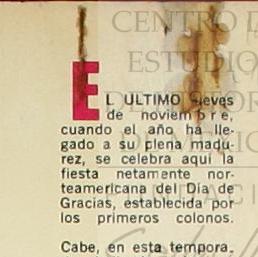 CENTRO D
ESTUDIO
EL ULTIMO jueves
de noviembre,
cuando el año ha lle-
gado a su plena madu-
rez, se celebra aquí la
fiesta netamente nor-
teamericana del Día de
Gracias, establecida por
los primeros colonos.
Cabe, en esta tempora-